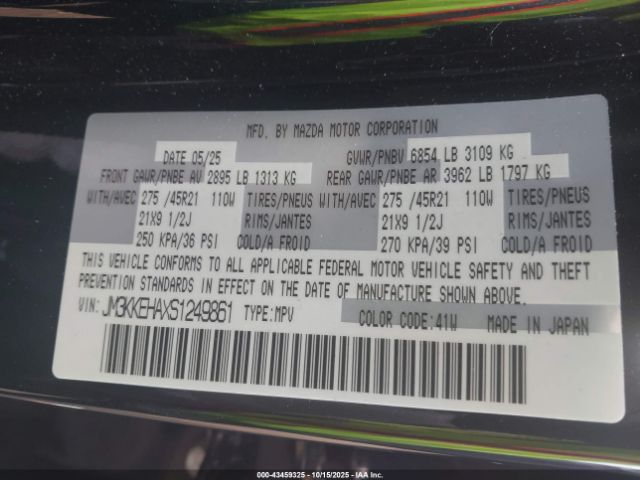 MFD. BY MAZDA MOTOR CORPORATION
DATE 05/25 GVWR/PNBV 6854 LB 3109 KG
FRONT GAWR/PNBE AV 2895 LB 1313 KG REAR GAWR/PNBE AR 3962 LB 1797 KG
WITH/AVEC 275 /45R21 110W TIRES/PNEUS WITH/AVEC 275 /45R21 110W TIRES/PNEUS
21X9 1/2J RIMS/JANTES 21X9 1/2J RIMS/JANTES
250 KPA/36 PSI COLD/A FROID 270 KPA/39 PSI COLD/A FROID
THIS VEHICLE CONFORMS TO ALL APPLICABLE FEDERAL MOTOR VEHICLE SAFETY AND THEFT
PREVENTION STANDARDS IN EFFECT ON THE DATE OF MANUFACTURE SHOWN ABOVE.
VIN: JM3KKEHAXS1249861 TYPE:MPV COLOR CODE:41W MADE IN JAPAN
000-43459325 - 10/15/2025 - COPYRIGHT IAA, LLC.